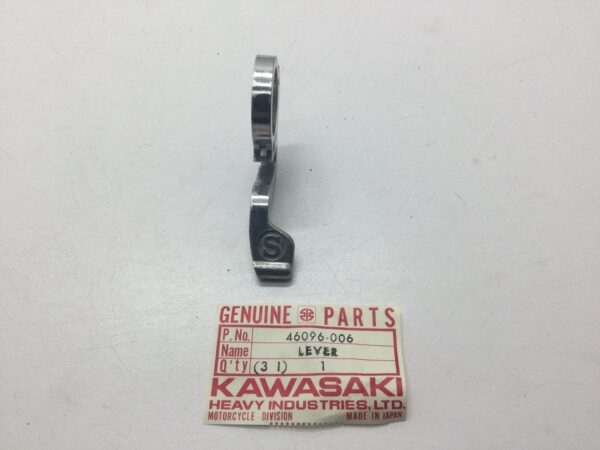 S
GENUINE PARTS
P. No. 46096-006
Name LEVER
Q'ty (3 1) 1
KAWASAKI
HEAVY INDUSTRIES, LTD.
MOTORCYCLE DIVISION MADE IN JAPAN